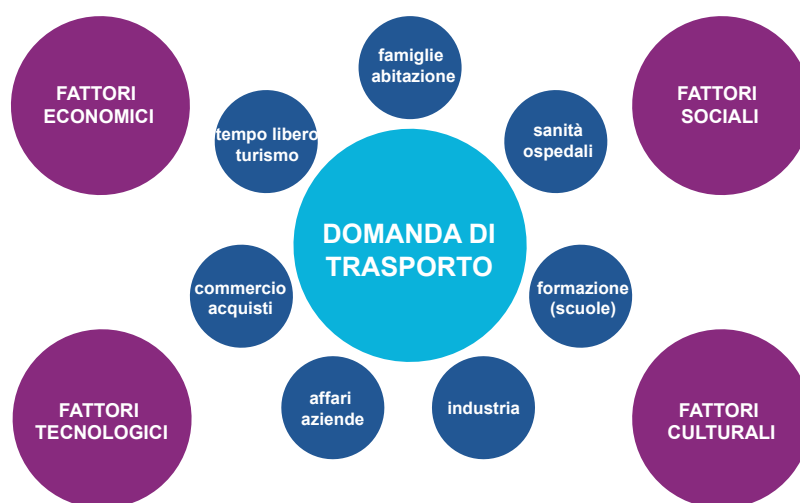 famiglie
abitazione
FATTORI
ECONOMICI
FATTORI
SOCIALI
tempo libero
turismo
sanità
ospedali
DOMANDA DI
TRASPORTO
commercio
acquisti
formazione
(scuole)
affari
aziende
industria
FATTORI
TECNOLOGICI
FATTORI
CULTURALI